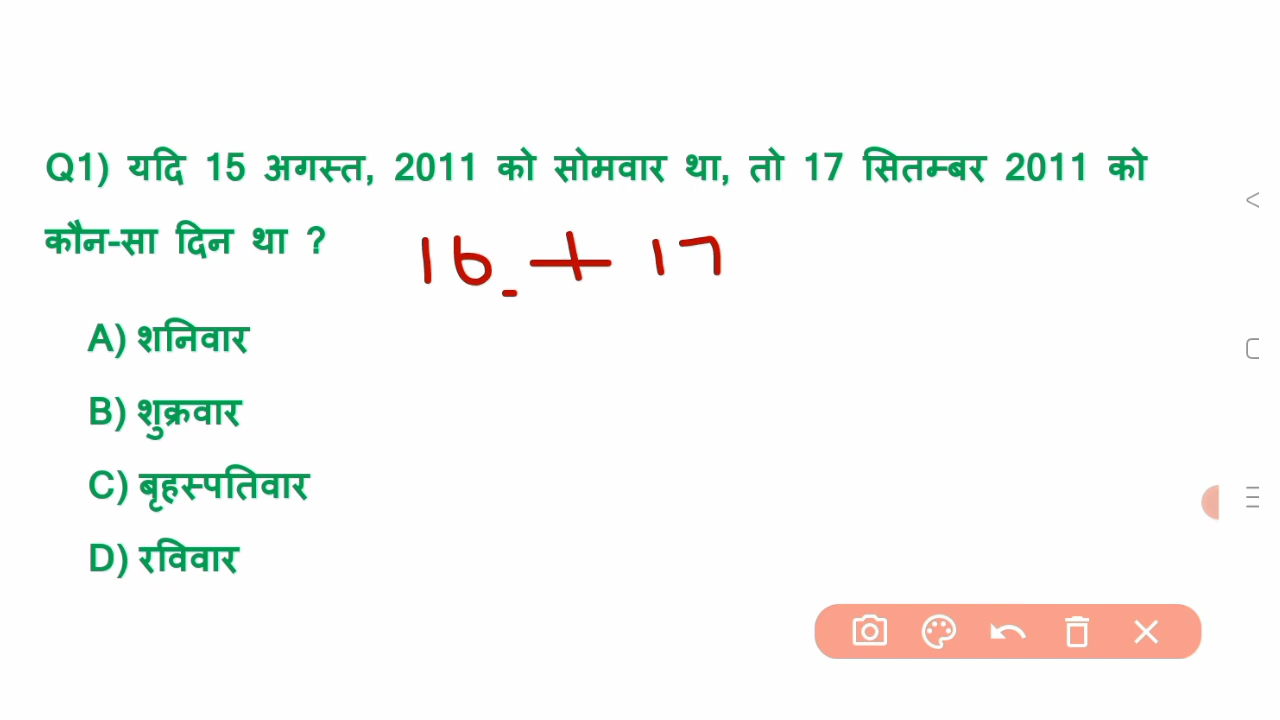 Q1) यदि 15 अगस्त, 2011 को सोमवार था, तो 17 सितम्बर 2011 को
कौन-सा दिन था ?
16 + 17
A) शनिवार
B) शुक्रवार
C) बृहस्पतिवार
D) रविवार